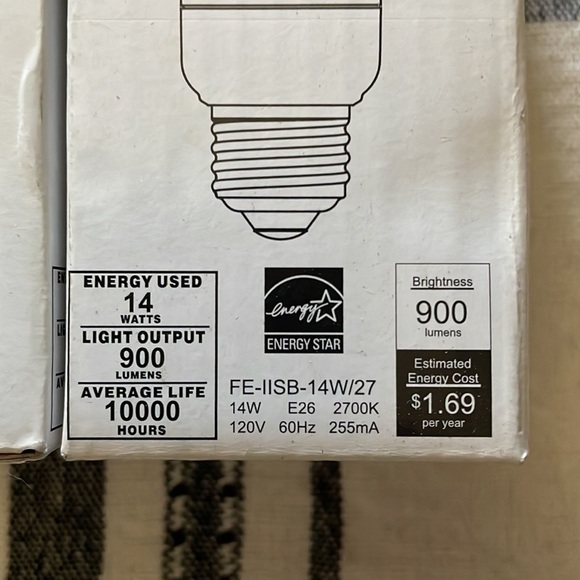 ENERGY USED
14
WATTS
LIGHT OUTPUT
900
LUMENS
AVERAGE LIFE
10000
HOURS
energy
ENERGY STAR
FE-IISB-14W/27
14W E26 2700K
120V 60Hz 255mA
Brightness
900
lumens
Estimated
Energy Cost
$1.69
per year